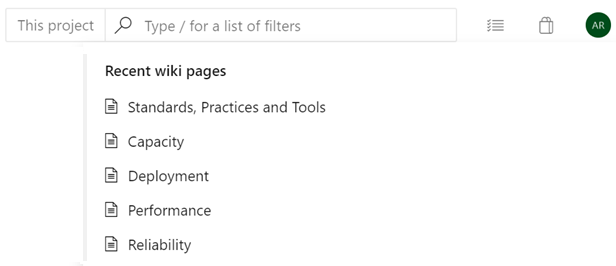 This project
Type / for a list of filters
AR
Recent wiki pages
Standards, Practices and Tools
Capacity
Deployment
Performance
Reliability